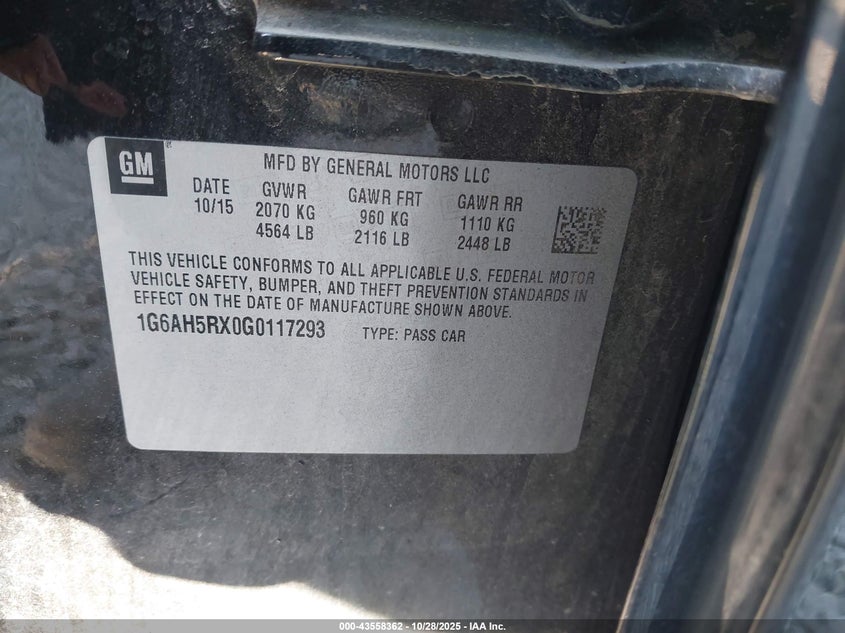 GM
MFD BY GENERAL MOTORS LLC
DATE GVWR GAWR FRT GAWR RR
10/15 2070 KG 960 KG 1110 KG
4564 LB 2116 LB 2448 LB
THIS VEHICLE CONFORMS TO ALL APPLICABLE U.S. FEDERAL MOTOR
VEHICLE SAFETY, BUMPER, AND THEFT PREVENTION STANDARDS IN
EFFECT ON THE DATE OF MANUFACTURE SHOWN ABOVE.
1G6AH5RX0G0117293 TYPE: PASS CAR
000-43558362 - 10/28/2025 - IAA Inc.